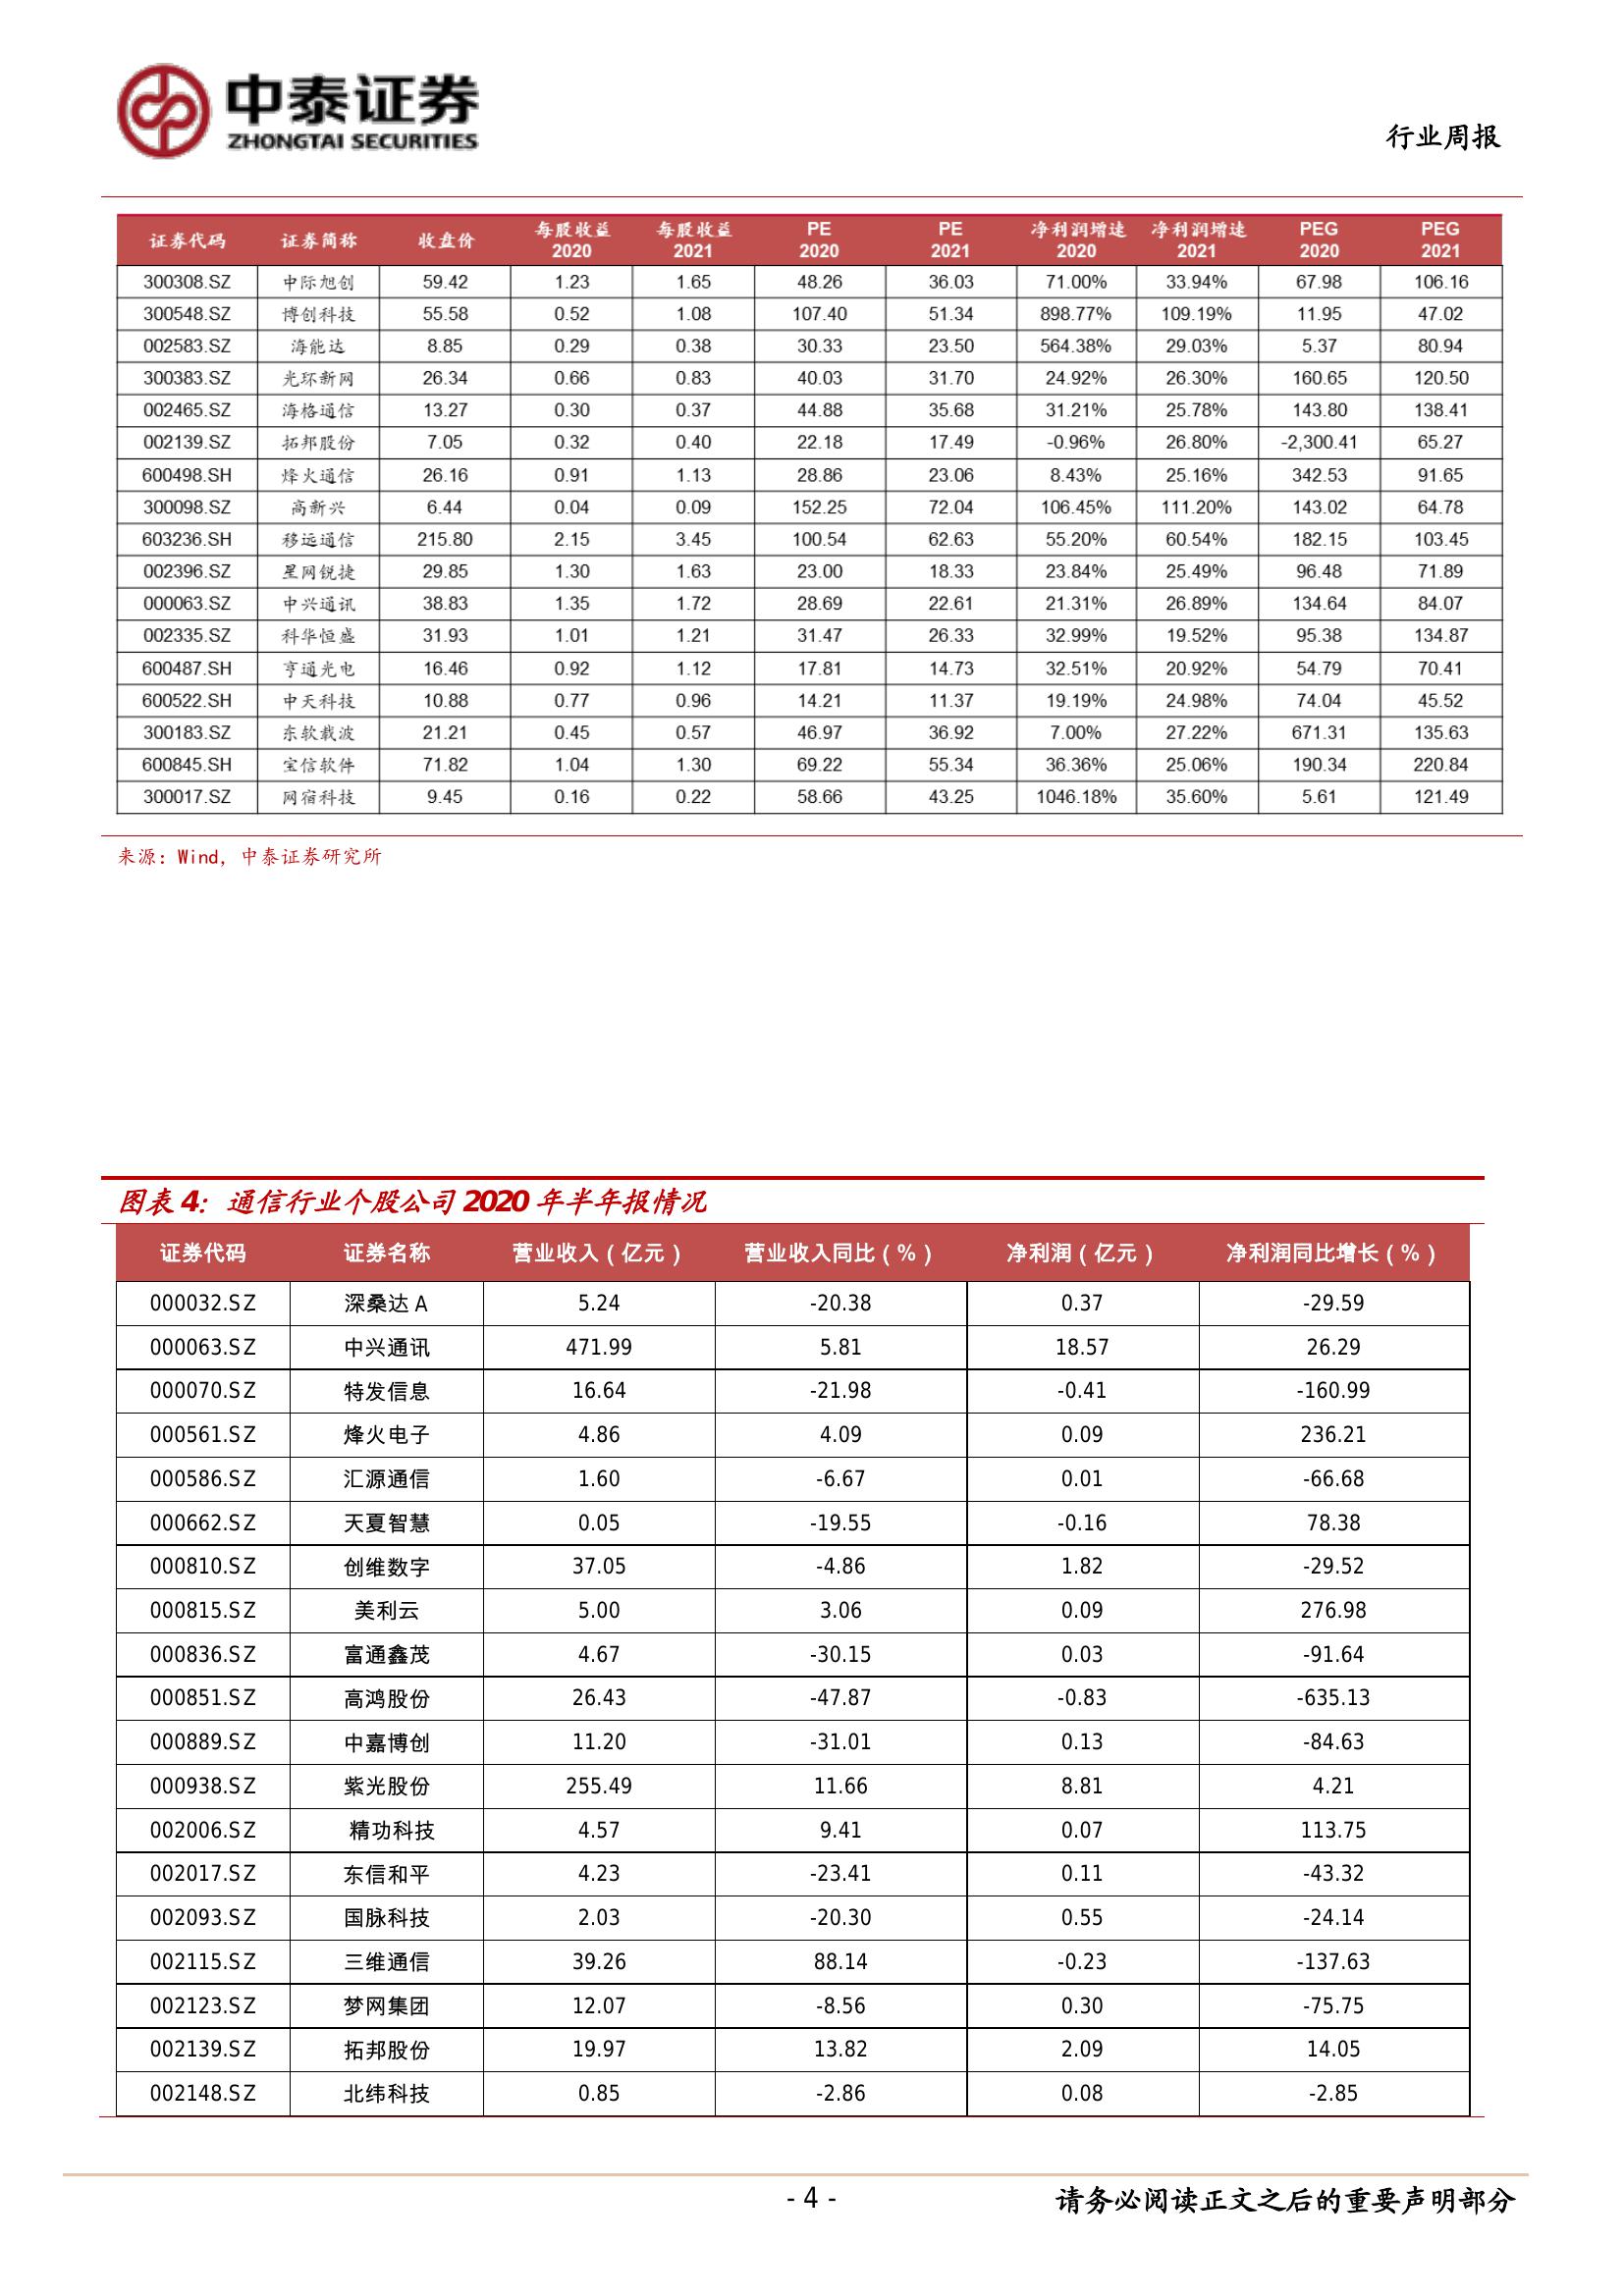 中泰证券
ZHONGTAI SECURITIES
行业周报
证券代码 证券简称 收盘价 每股收益 2020 每股收益 2021 PE 2020 PE 2021 净利润增速 2020 净利润增速 2021 PEG 2020 PEG 2021
300308.SZ 中际旭创 59.42 1.23 1.65 48.26 36.03 71.00% 33.94% 67.98 106.16
300548.SZ 博创科技 55.58 0.52 1.08 107.40 51.34 898.77% 109.19% 11.95 47.02
002583.SZ 海能达 8.85 0.29 0.38 30.33 23.50 564.38% 29.03% 5.37 80.94
300383.SZ 光环新网 26.34 0.66 0.83 40.03 31.70 24.92% 26.30% 160.65 120.50
002465.SZ 海格通信 13.27 0.30 0.37 44.88 35.68 31.21% 25.78% 143.80 138.41
002139.SZ 拓邦股份 7.05 0.32 0.40 22.18 17.49 -0.96% 26.80% -2,300.41 65.27
600498.SH 烽火通信 26.16 0.91 1.13 28.86 23.06 8.43% 25.16% 342.53 91.65
300098.SZ 高新兴 6.44 0.04 0.09 152.25 72.04 106.45% 111.20% 143.02 64.78
603236.SH 移远通信 215.80 2.15 3.45 100.54 62.63 55.20% 60.54% 182.15 103.45
002396.SZ 星网锐捷 29.85 1.30 1.63 23.00 18.33 23.84% 25.49% 96.48 71.89
000063.SZ 中兴通讯 38.83 1.35 1.72 28.69 22.61 21.31% 26.89% 134.64 84.07
002335.SZ 科华恒盛 31.93 1.01 1.21 31.47 26.33 32.99% 19.52% 95.38 134.87
600487.SH 亨通光电 16.46 0.92 1.12 17.81 14.73 32.51% 20.92% 54.79 70.41
600522.SH 中天科技 10.88 0.77 0.96 14.21 11.37 19.19% 24.98% 74.04 45.52
300183.SZ 东软载波 21.21 0.45 0.57 46.97 36.92 7.00% 27.22% 671.31 135.63
600845.SH 宝信软件 71.82 1.04 1.30 69.22 55.34 36.36% 25.06% 190.34 220.84
300017.SZ 网宿科技 9.45 0.16 0.22 58.66 43.25 1046.18% 35.60% 5.61 121.49
来源：Wind，中泰证券研究所
图表 4：通信行业个股公司 2020 年半年报情况
证券代码 证券名称 营业收入（亿元） 营业收入同比（%） 净利润（亿元） 净利润同比增长（%）
000032.SZ 深桑达 A 5.24 -20.38 0.37 -29.59
000063.SZ 中兴通讯 471.99 5.81 18.57 26.29
000070.SZ 特发信息 16.64 -21.98 -0.41 -160.99
000561.SZ 烽火电子 4.86 4.09 0.09 236.21
000586.SZ 汇源通信 1.60 -6.67 0.01 -66.68
000662.SZ 天夏智慧 0.05 -19.55 -0.16 78.38
000810.SZ 创维数字 37.05 -4.86 1.82 -29.52
000815.SZ 美利云 5.00 3.06 0.09 276.98
000836.SZ 富通鑫茂 4.67 -30.15 0.03 -91.64
000851.SZ 高鸿股份 26.43 -47.87 -0.83 -635.13
000889.SZ 中嘉博创 11.20 -31.01 0.13 -84.63
000938.SZ 紫光股份 255.49 11.66 8.81 4.21
002006.SZ 精功科技 4.57 9.41 0.07 113.75
002017.SZ 东信和平 4.23 -23.41 0.11 -43.32
002093.SZ 国脉科技 2.03 -20.30 0.55 -24.14
002115.SZ 三维通信 39.26 88.14 -0.23 -137.63
002123.SZ 梦网集团 12.07 -8.56 0.30 -75.75
002139.SZ 拓邦股份 19.97 13.82 2.09 14.05
002148.SZ 北纬科技 0.85 -2.86 0.08 -2.85
- 4 -
请务必阅读正文之后的重要声明部分